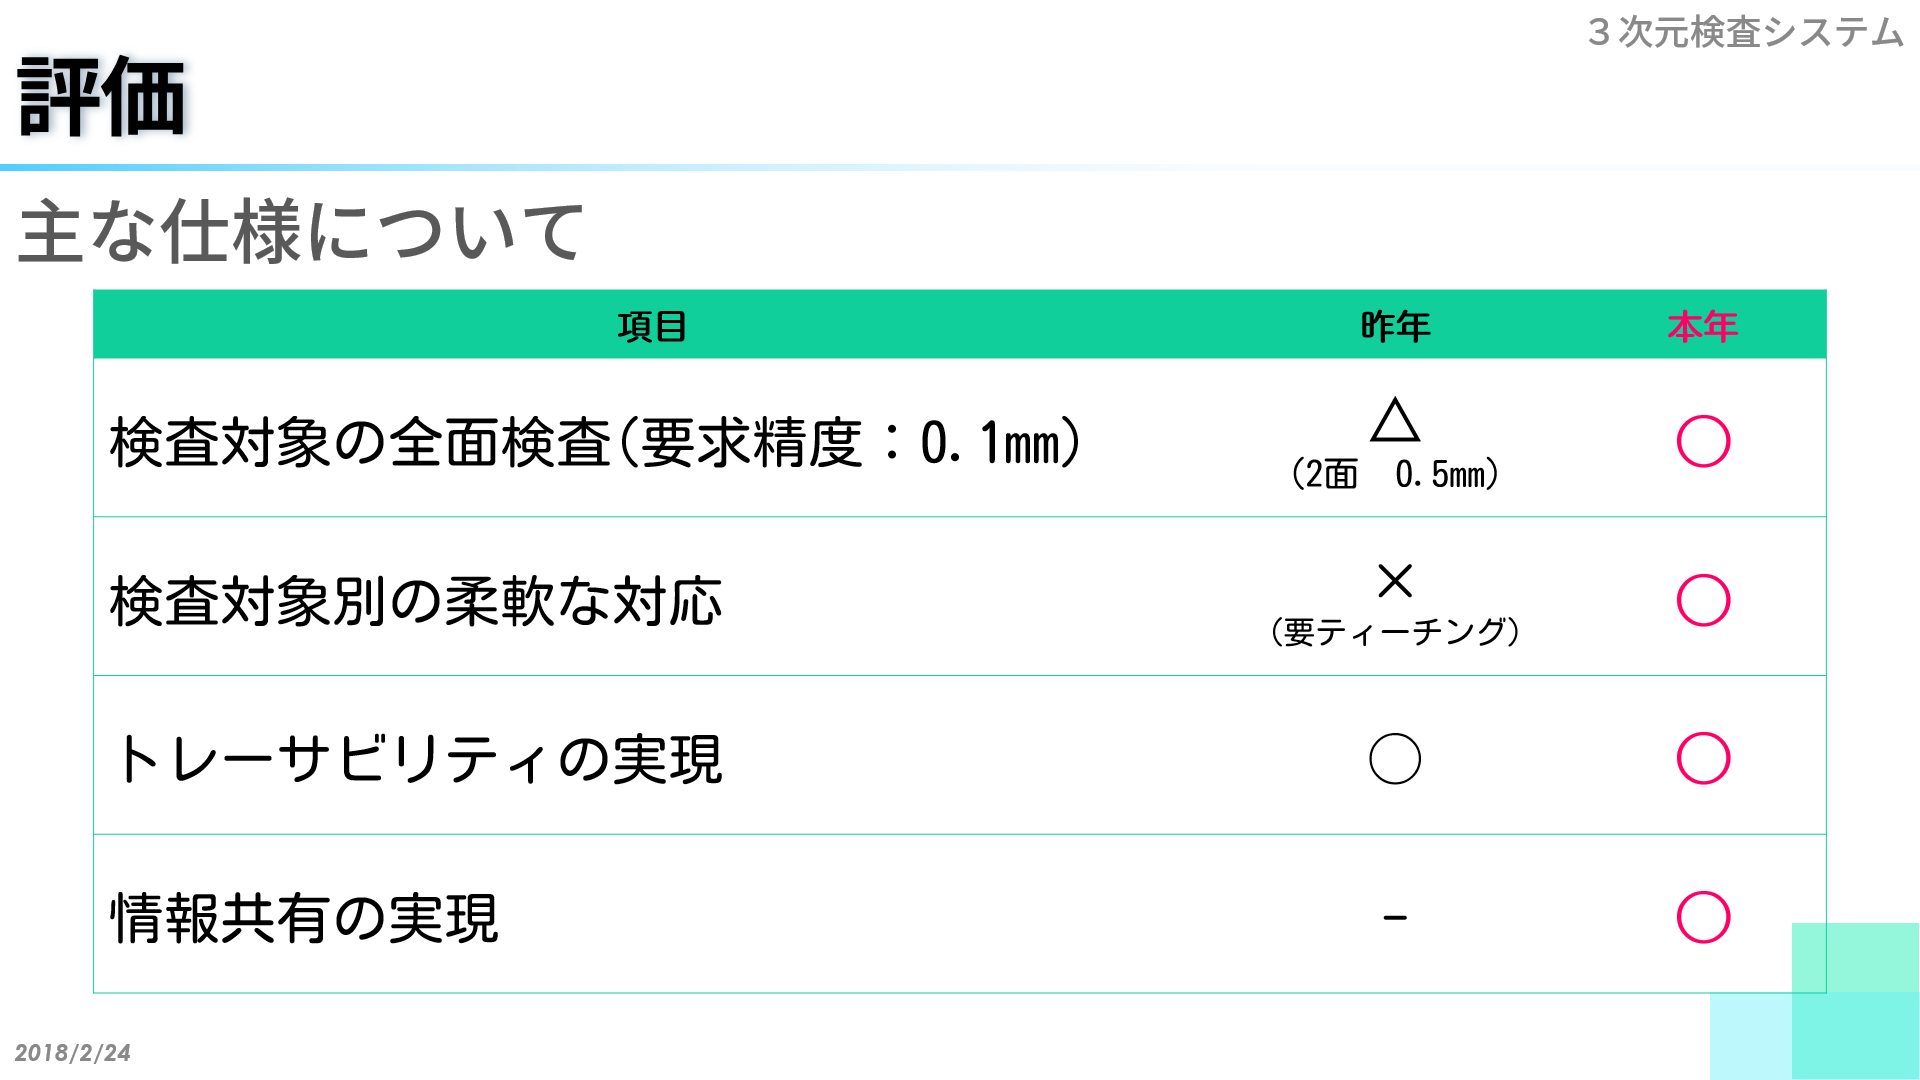 ３次元検査システム
評価
主な仕様について
項目 昨年 本年
検査対象の全面検査(要求精度：0.1㎜) △ ○
(2面　0.5㎜)
検査対象別の柔軟な対応 × ○
(要ティーチング)
トレーサビリティの実現 ○ ○
情報共有の実現 - ○
2018/2/24